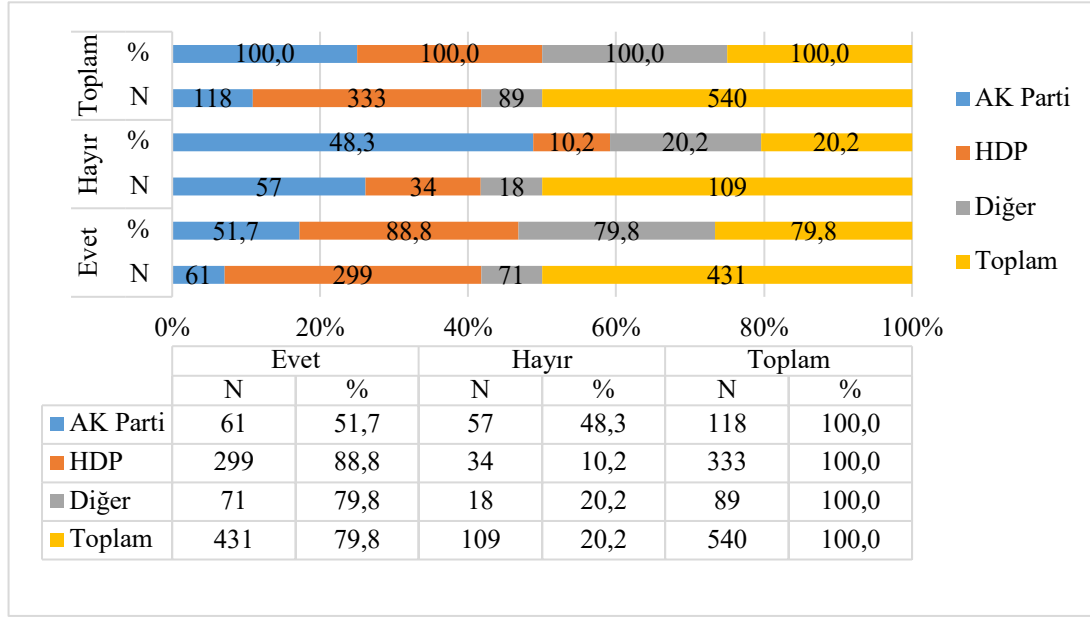 Toplam % 100,0 100,0 100,0 100,0
N 118 333 89 540
Hayır % 48,3 10,2 20,2 20,2
N 57 34 18 109
Evet % 51,7 88,8 79,8 79,8
N 61 299 71 431
0% 20% 40% 60% 80% 100%
AK Parti
HDP
Diğer
Toplam
Evet Hayır Toplam
N % N % N %
AK Parti 61 51,7 57 48,3 118 100,0
HDP 299 88,8 34 10,2 333 100,0
Diğer 71 79,8 18 20,2 89 100,0
Toplam 431 79,8 109 20,2 540 100,0